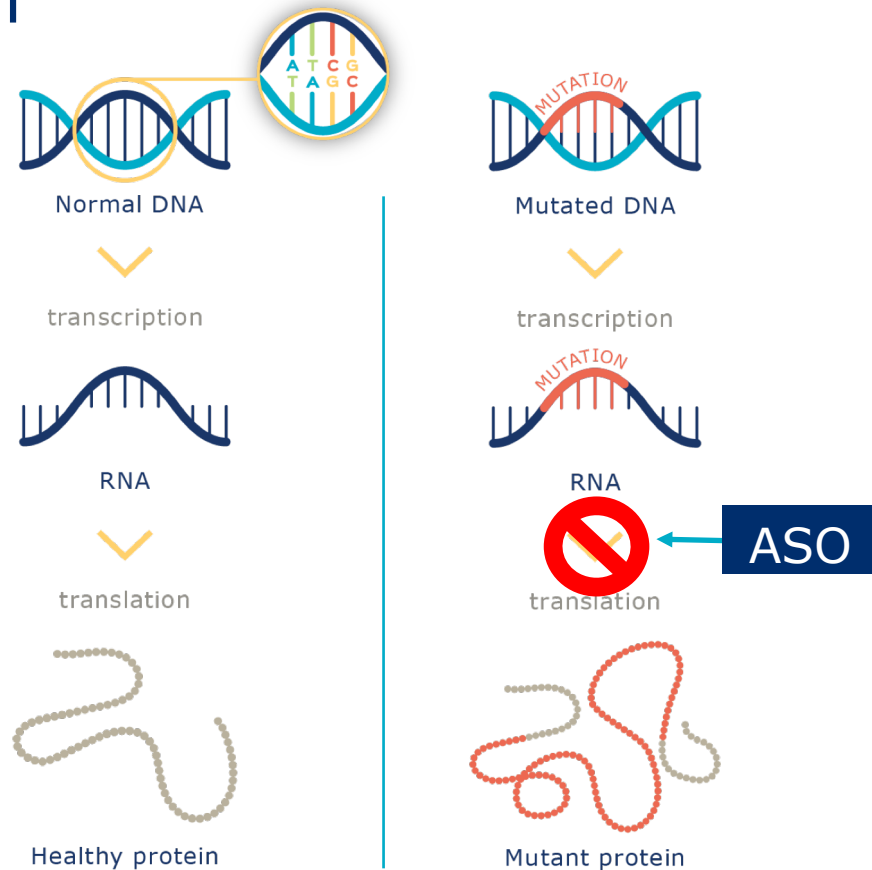 A T C G
T A G C
Normal DNA
transcription
RNA
translation
Healthy protein
MUTATION
Mutated DNA
transcription
MUTATION
RNA
ASO
translation
Mutant protein